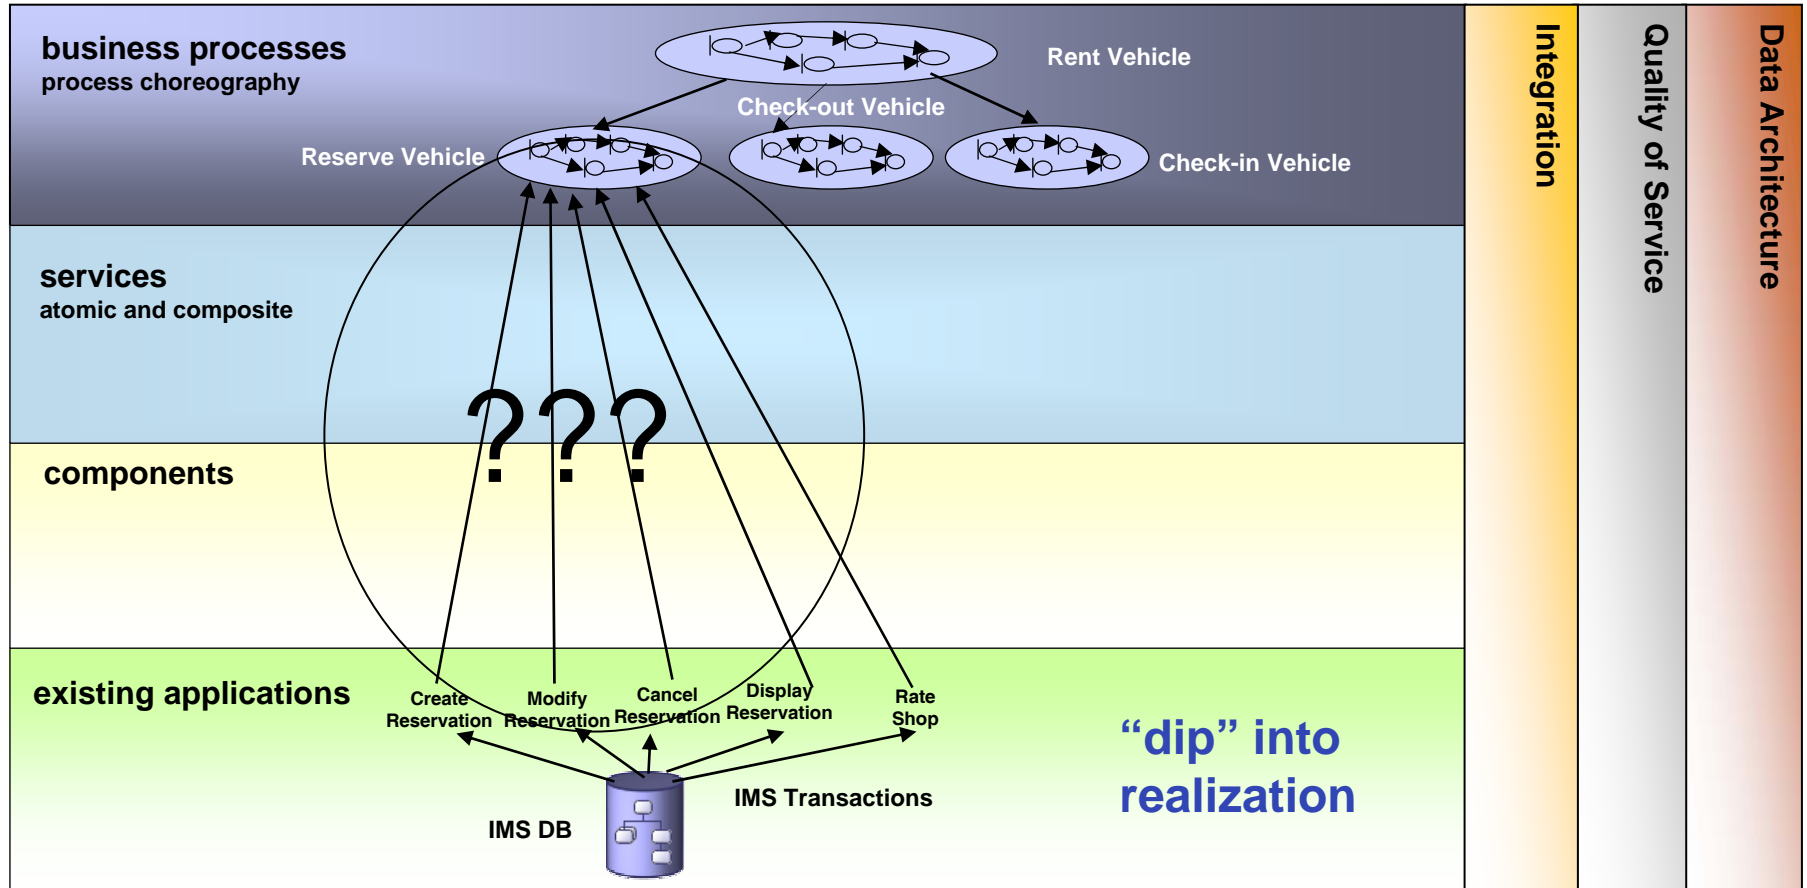 business processes
process choreography
Rent Vehicle
Check-out Vehicle
Reserve Vehicle
Check-in Vehicle
services
atomic and composite
???
components
existing applications
Create
Reservation
Modify
Reservation
Cancel
Reservation
Display
Reservation
Rate
Shop
“dip” into
realization
IMS Transactions
IMS DB
Integration
Quality of Service
Data Architecture